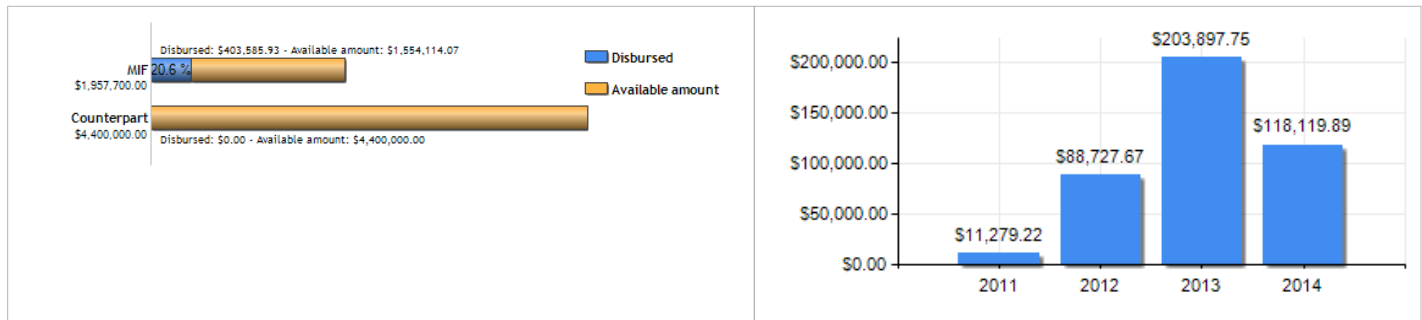 Disbursed: $403,585.93 - Available amount: $1,554,114.07
MIF
20.6 %
$1,957,700.00
Counterpart
$4,400,000.00
Disbursed: $0.00 - Available amount: $4,400,000.00
Disbursed
Available amount
$203,897.75
$200,000.00
$150,000.00
$118,119.89
$100,000.00
$88,727.67
$50,000.00
$11,279.22
$0.00
2011 2012 2013 2014